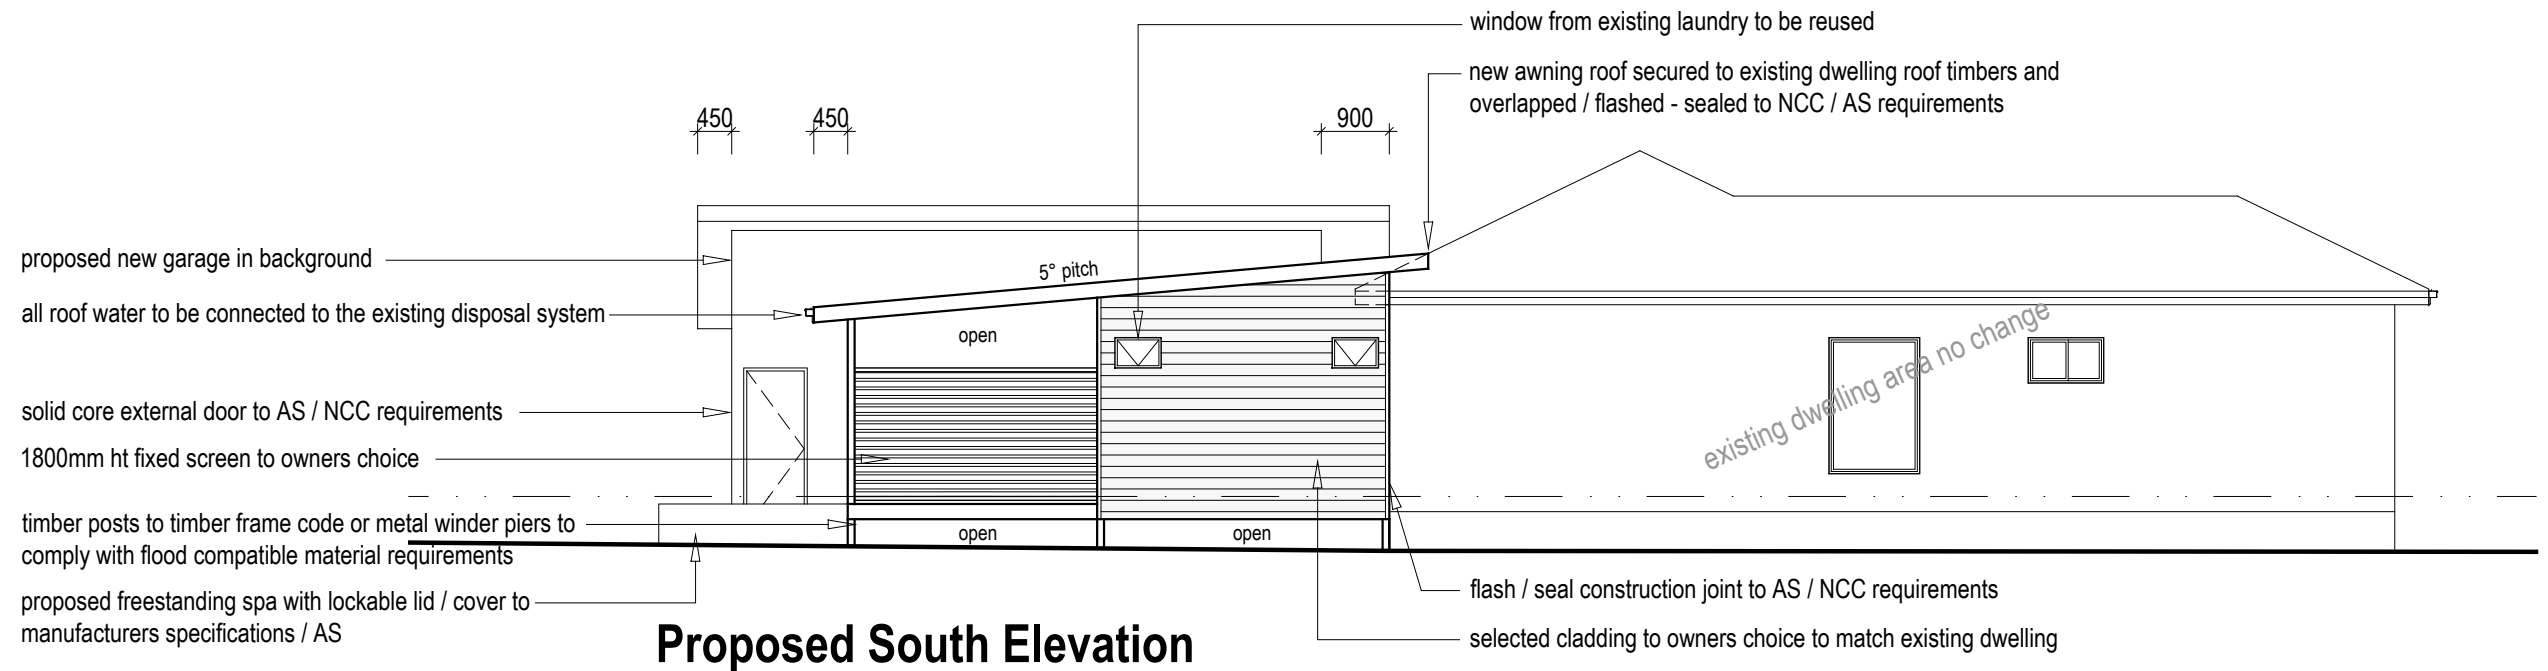 window from existing laundry to be reused
new awning roof secured to existing dwelling roof timbers and
overlapped / flashed - sealed to NCC / AS requirements
450
450
900
proposed new garage in background
5° pitch
all roof water to be connected to the existing disposal system
open
existing dwelling area no change
solid core external door to AS / NCC requirements
1800mm ht fixed screen to owners choice
timber posts to timber frame code or metal winder piers to
comply with flood compatible material requirements
open
open
proposed freestanding spa with lockable lid / cover to
manufacturers specifications / AS
flash / seal construction joint to AS / NCC requirements
selected cladding to owners choice to match existing dwelling
Proposed South Elevation